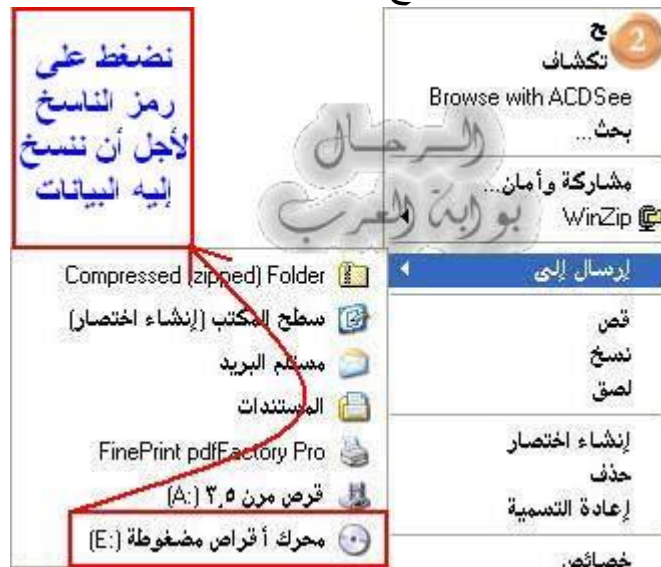 نضغط على
رمز الناسخ
لأجل أن ننسخ
إليه البيانات
2
ح
تكشاف
Browse with ACDSee
بحث...
مشاركة وأمان...
WinZip
إرسال إلى
قص
نسخ
لصق
إنشاء اختصار
حذف
إعادة التسمية
خصائص
Compressed (zipped) Folder
سطح المكتب (إنشاء اختصار)
مستلم البريد
المستندات
FinePrint pdfFactory Pro
قرص مرن ٣,٥ (A:)
محرك أقراص مضغوطة (E:)
الرحال
بوابة العرب